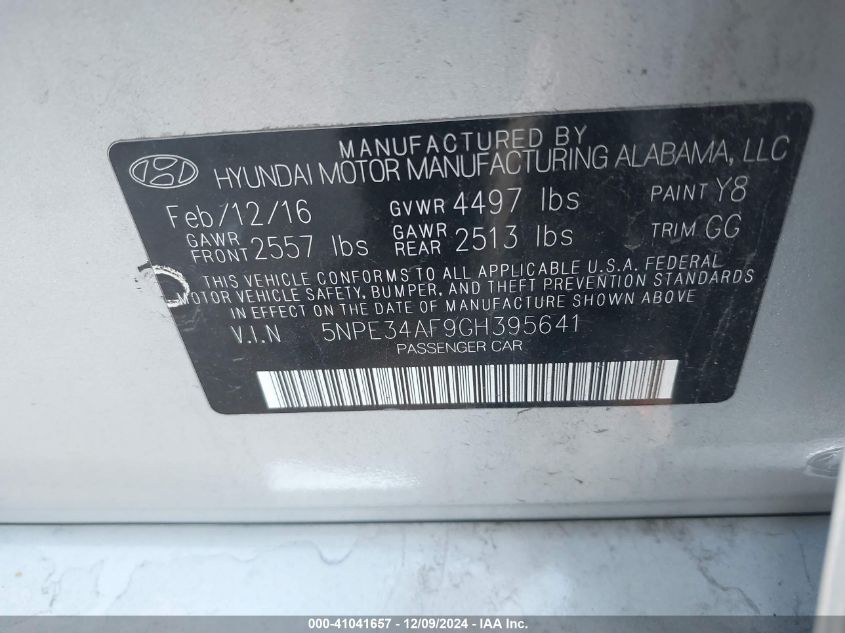 MANUFACTURED BY
HYUNDAI MOTOR MANUFACTURING ALABAMA, LLC
Feb/12/16 GVWR 4497 lbs PAINT Y8
GAWR FRONT 2557 lbs GAWR REAR 2513 lbs TRIM GG
THIS VEHICLE CONFORMS TO ALL APPLICABLE U.S.A. FEDERAL
MOTOR VEHICLE SAFETY, BUMPER, AND THEFT PREVENTION STANDARDS
IN EFFECT ON THE DATE OF MANUFACTURE SHOWN ABOVE
V.I.N 5NPE34AF9GH395641
PASSENGER CAR
000-41041657 - 12/09/2024 - IAA Inc.